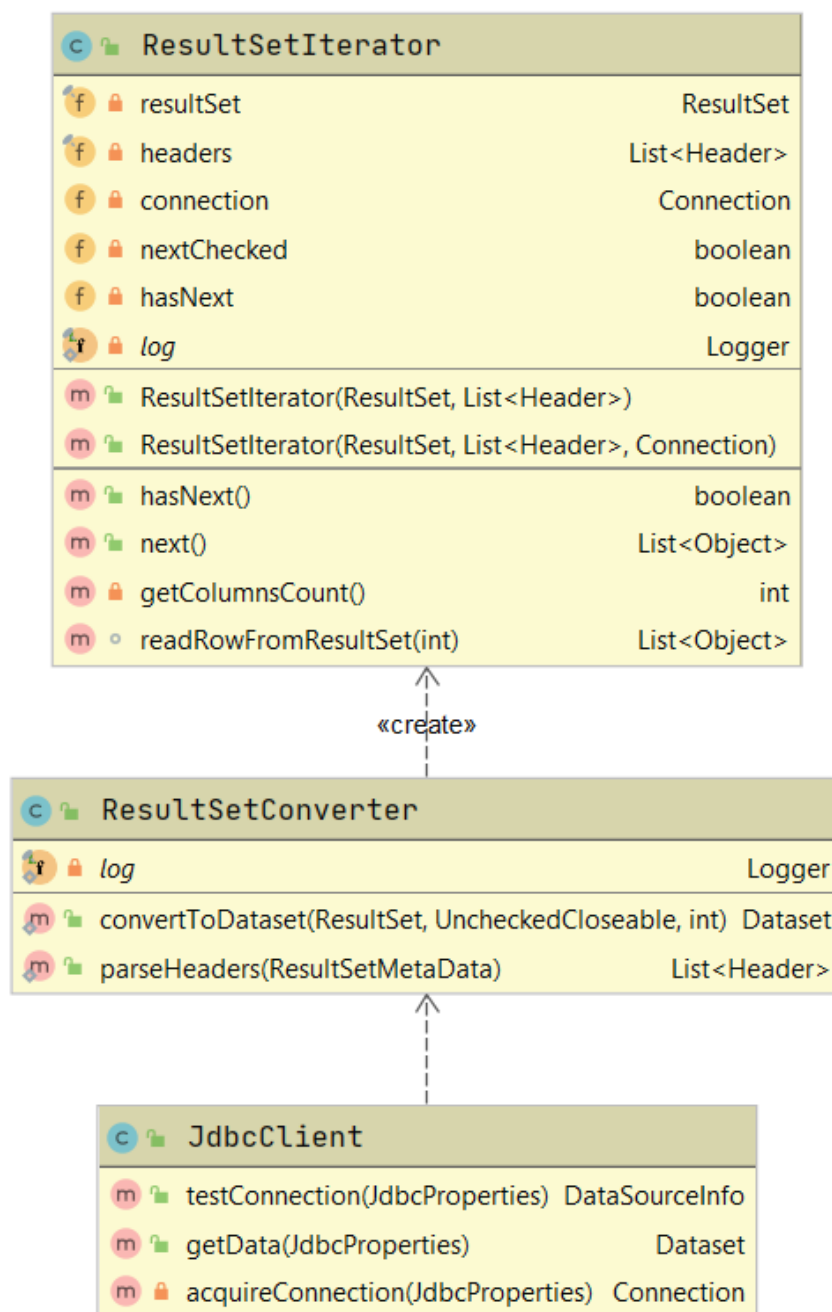 ResultSetIterator
resultSet ResultSet
headers List<Header>
connection Connection
nextChecked boolean
hasNext boolean
log Logger
ResultSetIterator(ResultSet, List<Header>)
ResultSetIterator(ResultSet, List<Header>, Connection)
hasNext() boolean
next() List<Object>
getColumnsCount() int
readRowFromResultSet(int) List<Object>
«create»
ResultSetConverter
log Logger
convertToDataset(ResultSet, UncheckedCloseable, int) Dataset
parseHeaders(ResultSetMetaData) List<Header>
JdbcClient
testConnection(JdbcProperties) DataSourceInfo
getData(JdbcProperties) Dataset
acquireConnection(JdbcProperties) Connection